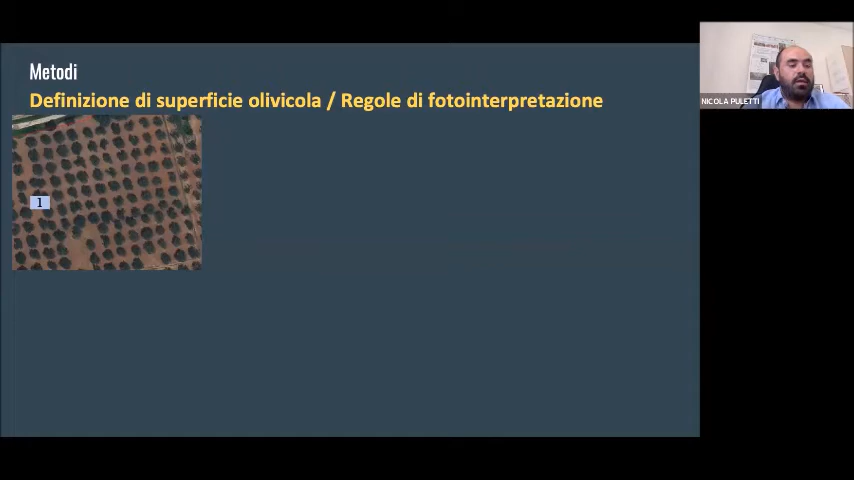 Metodi
Definizione di superficie olivicola / Regole di fotointerpretazione
1
NICOLA PULETTI